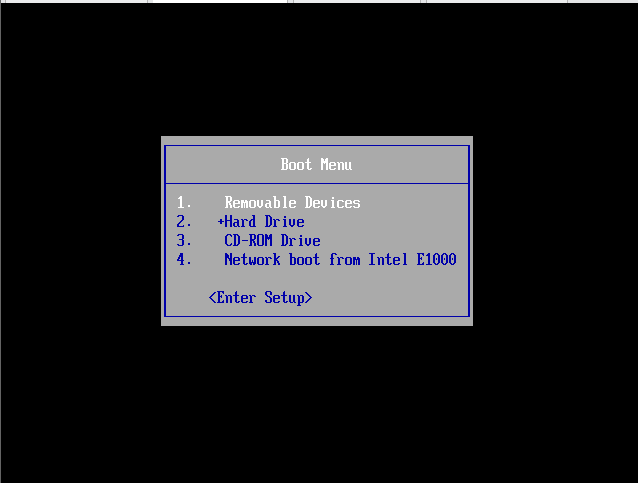 Boot Menu
1. Removable Devices
2. +Hard Drive
3. CD-ROM Drive
4. Network boot from Intel E1000
<Enter Setup>